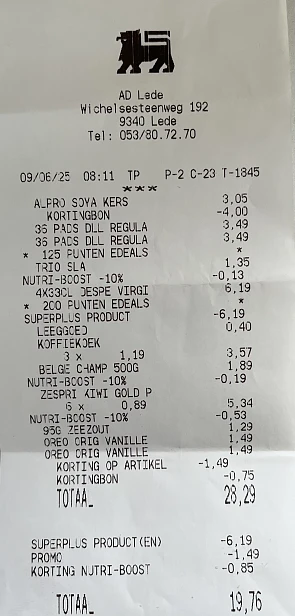 AD Lede
Wichelsesteenweg 192
9340 Lede
Tel: 053/80.72.70
09/06/25 08:11 TP P-2 C-23 T-1845
***
ALPRO SOYA KERS 3,05
KORTINGBON -4,00
36 PADS DLL REGULA 3,49
36 PADS DLL REGULA 3,49
* 125 PUNTEN EDEALS *
TRIO SLA 1,35
NUTRI-BOOST -10% -0,13
4X33CL DESPE VIRGI 6,19
* 200 PUNTEN EDEALS *
SUPERPLUS PRODUCT -6,19
LEEGGOED 0,40
KOFFIEKOEK
3 x 1,19 3,57
BELGE CHAMP 500G 1,89
NUTRI-BOOST -10% -0,19
ZESPRI KIWI GOLD P
6 x 0,89 5,34
NUTRI-BOOST -10% -0,53
95G ZEEZOUT 1,29
OREO ORIG VANILLE 1,49
OREO ORIG VANILLE 1,49
KORTING OP ARTIKEL -1,49
KORTINGBON -0,75
TOTAAL 28,29
SUPERPLUS PRODUCT(EN) -6,19
PROMO -1,49
KORTING NUTRI-BOOST -0,85
TOTAAL 19,76